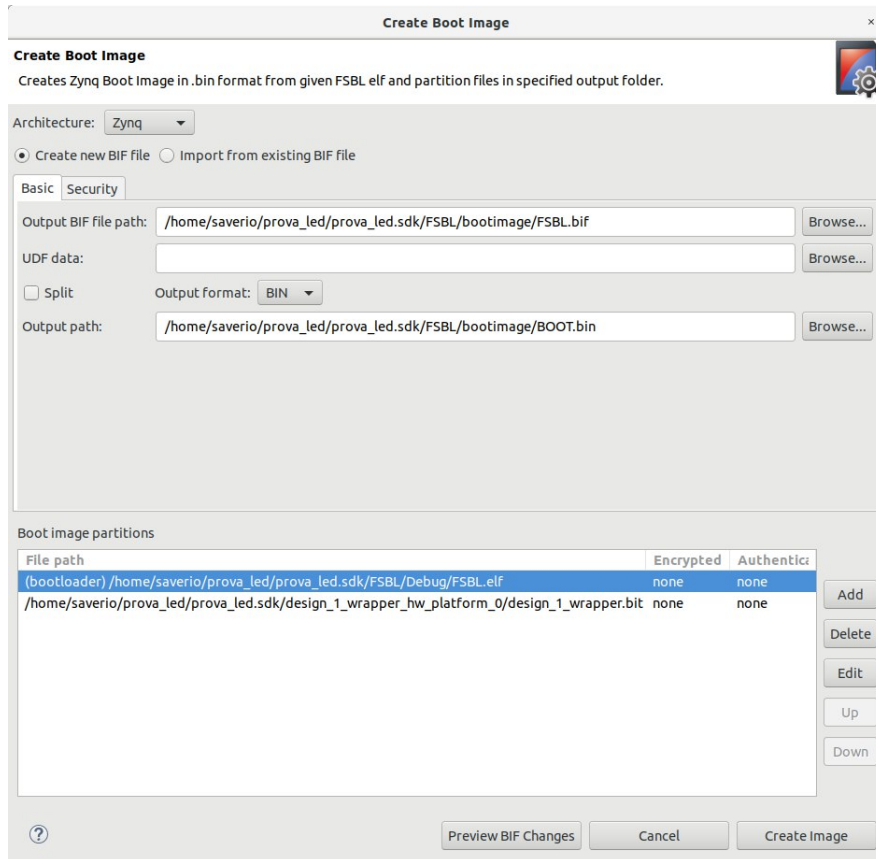 Create Boot Image ×
Create Boot Image
Creates Zynq Boot Image in .bin format from given FSBL elf and partition files in specified output folder.
Architecture: Zynq
Create new BIF file Import from existing BIF file
Basic Security
Output BIF file path: /home/saverio/prova_led/prova_led.sdk/FSBL/bootimage/FSBL.bif Browse...
UDF data: Browse...
Split Output format: BIN
Output path: /home/saverio/prova_led/prova_led.sdk/FSBL/bootimage/BOOT.bin Browse...
Boot image partitions
File path Encrypted Authentica
(bootloader) /home/saverio/prova_led/prova_led.sdk/FSBL/Debug/FSBL.elf none none
/home/saverio/prova_led/prova_led.sdk/design_1_wrapper_hw_platform_0/design_1_wrapper.bit none none
Add
Delete
Edit
Up
Down
? Preview BIF Changes Cancel Create Image